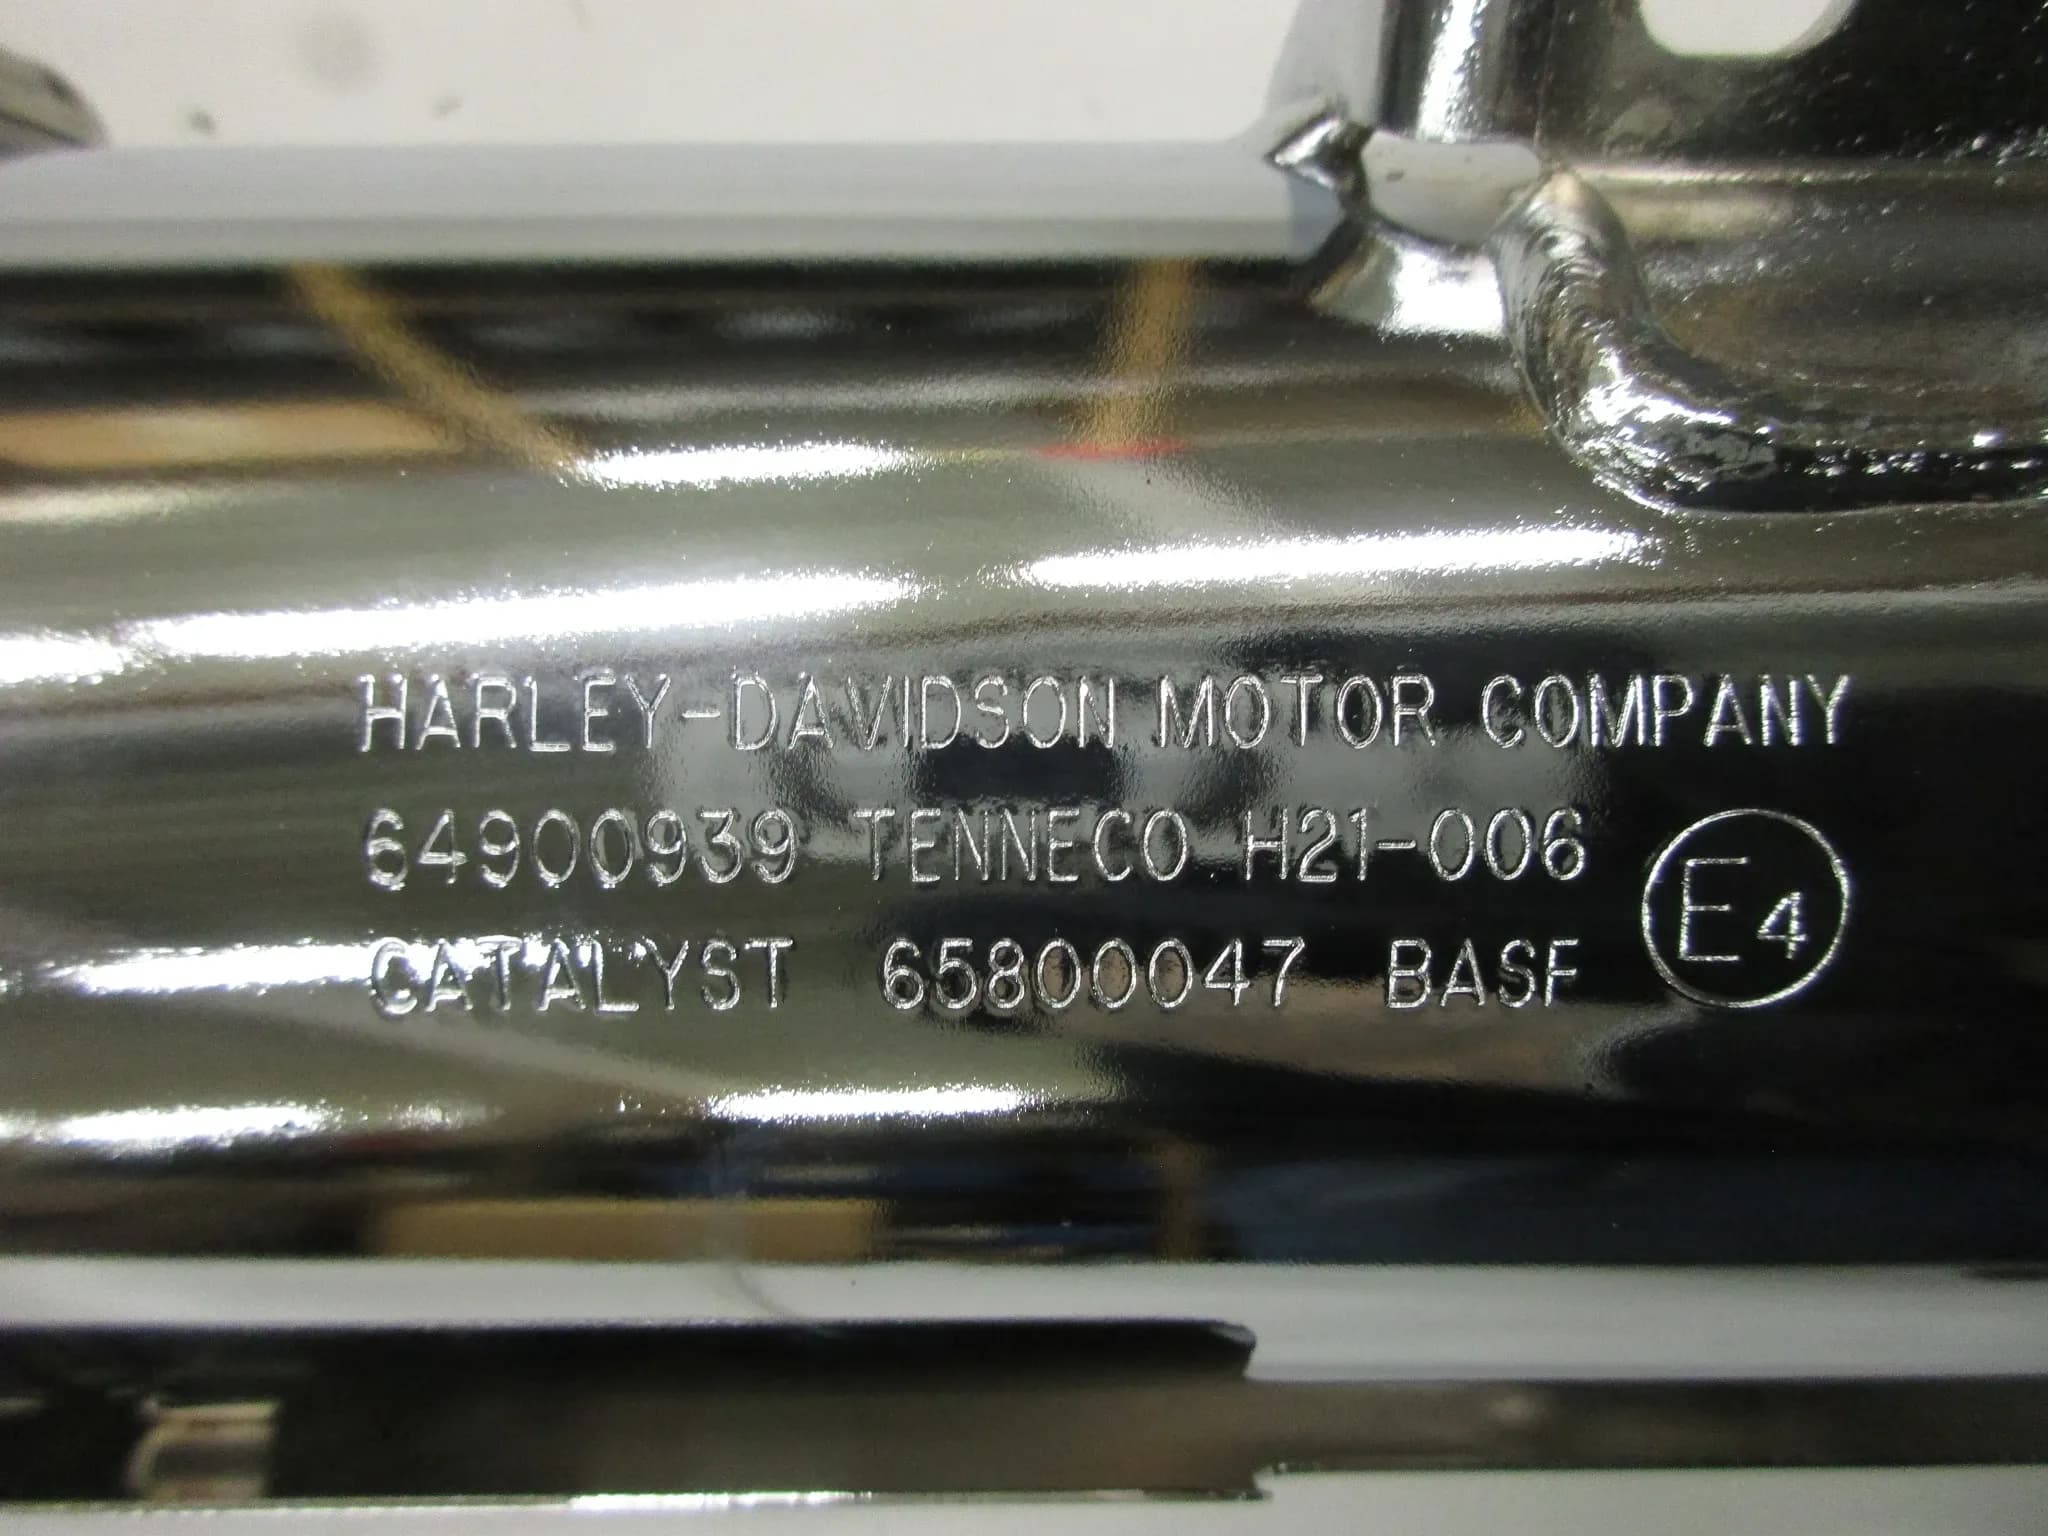 HARLEY-DAVIDSON MOTOR COMPANY
64900939 TENNECO H21-006
CATALYST 65800047 BASF
E4